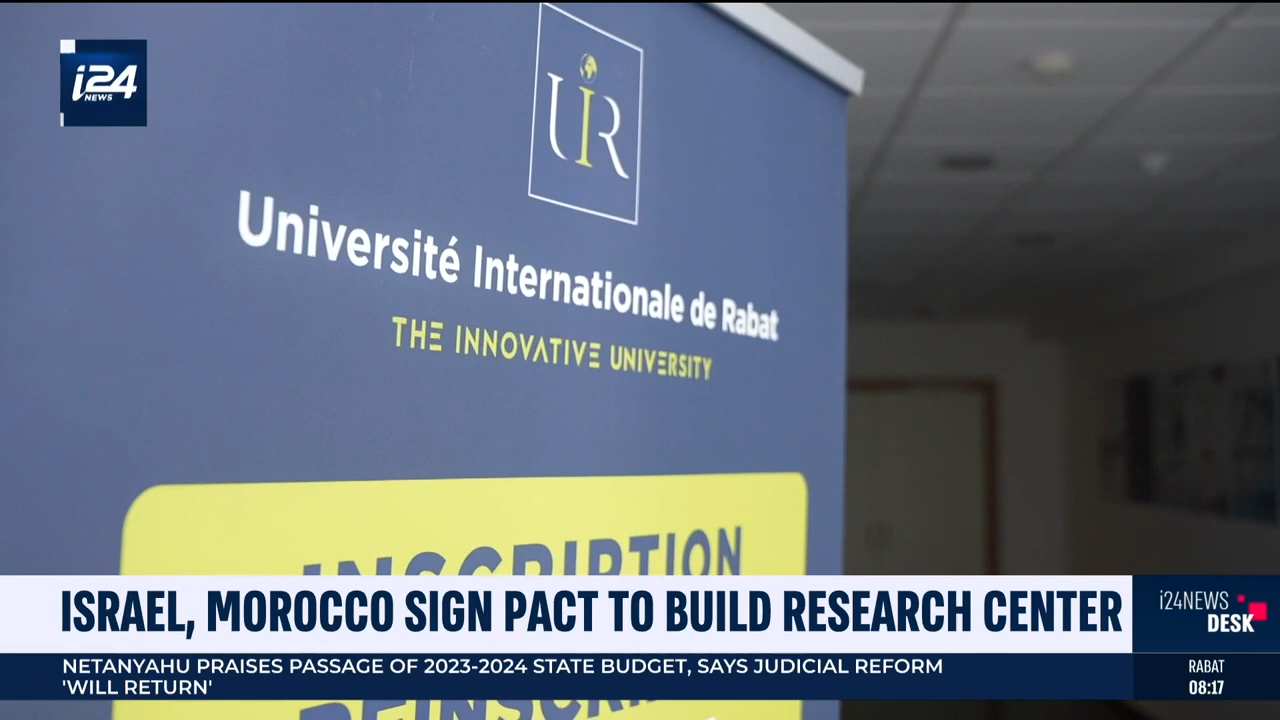 i24
NEWS
UIR
Université Internationale de Rabat
THE INNOVATIVE UNIVERSITY
INSCRIPTION
ISRAEL, MOROCCO SIGN PACT TO BUILD RESEARCH CENTER
i24NEWS
DESK
NETANYAHU PRAISES PASSAGE OF 2023-2024 STATE BUDGET, SAYS JUDICIAL REFORM
'WILL RETURN'
RABAT
08:17